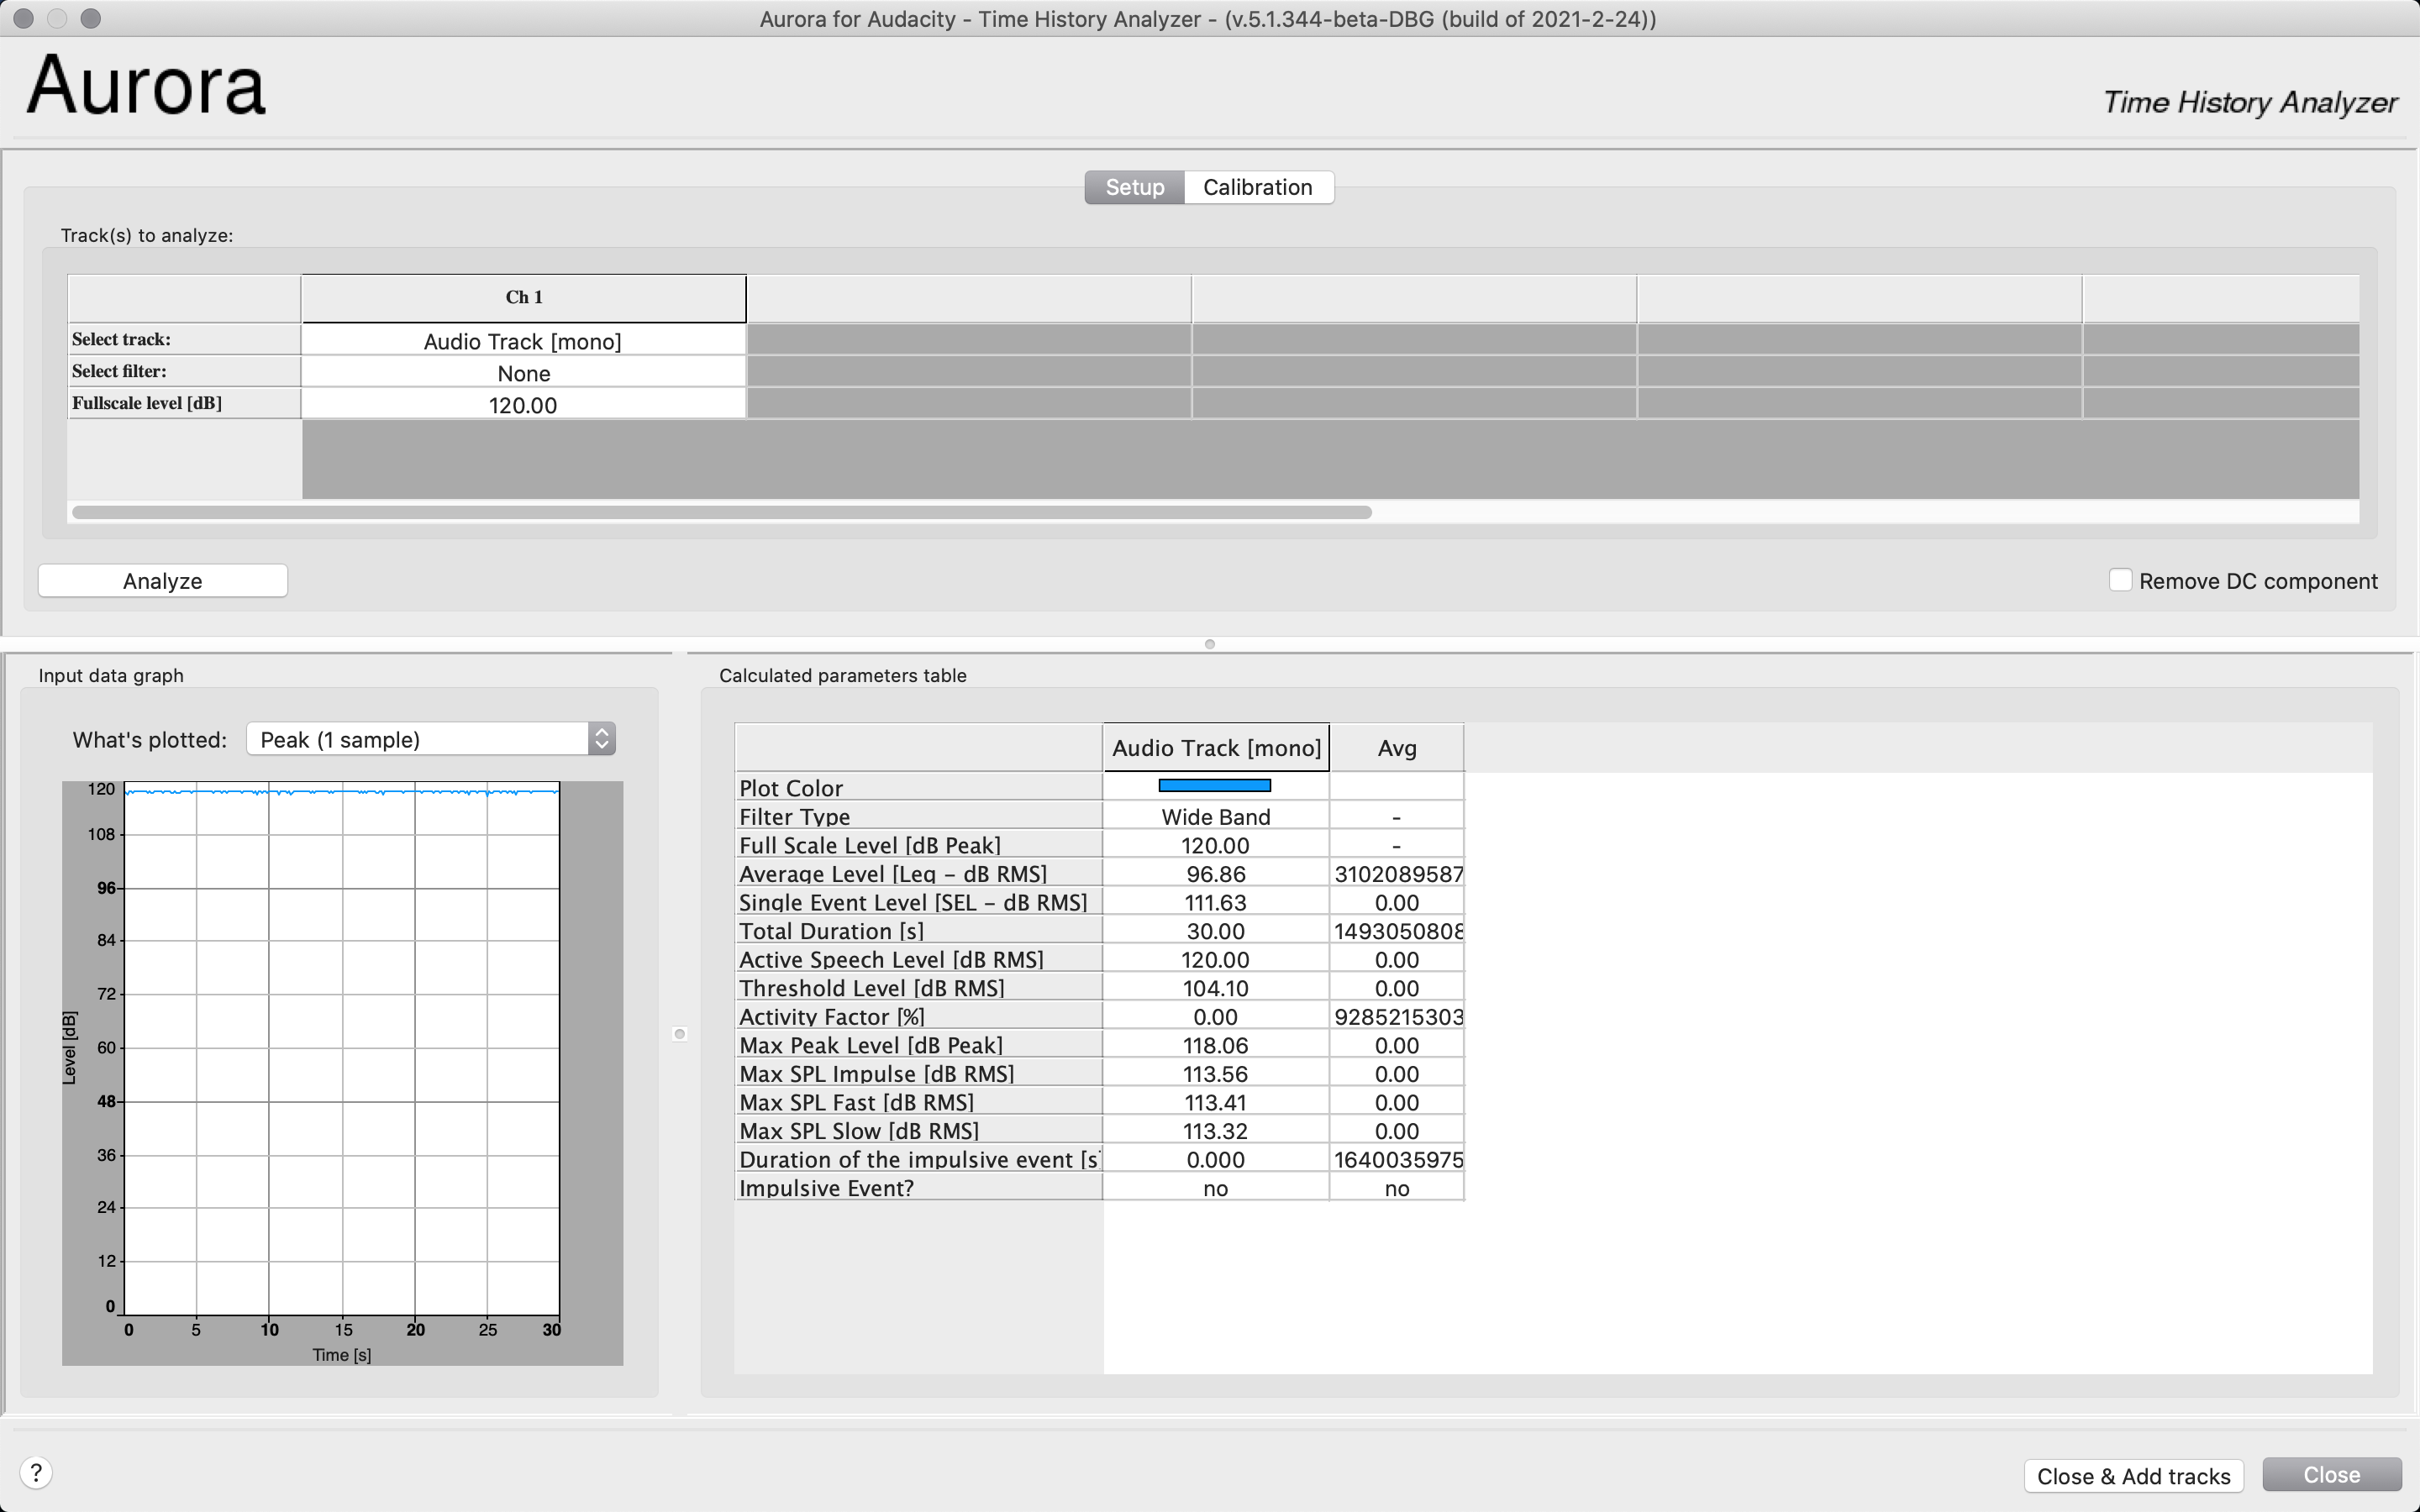 Aurora for Audacity - Time History Analyzer - (v.5.1.344-beta-DBG (build of 2021-2-24))
Aurora
Time History Analyzer
Setup Calibration
Track(s) to analyze:
Ch 1
Select track: Audio Track [mono]
Select filter: None
Fullscale level [dB] 120.00
Analyze
Remove DC component
Input data graph
What's plotted: Peak (1 sample)
120
108
96
84
72
60
48
36
24
12
0
Level [dB]
0 5 10 15 20 25 30
Time [s]
Calculated parameters table
Audio Track [mono] Avg
Plot Color
Filter Type Wide Band -
Full Scale Level [dB Peak] 120.00 -
Average Level [Leq - dB RMS] 96.86 3102089587
Single Event Level [SEL - dB RMS] 111.63 0.00
Total Duration [s] 30.00 1493050808
Active Speech Level [dB RMS] 120.00 0.00
Threshold Level [dB RMS] 104.10 0.00
Activity Factor [%] 0.00 9285215303
Max Peak Level [dB Peak] 118.06 0.00
Max SPL Impulse [dB RMS] 113.56 0.00
Max SPL Fast [dB RMS] 113.41 0.00
Max SPL Slow [dB RMS] 113.32 0.00
Duration of the impulsive event [s] 0.000 1640035975
Impulsive Event? no no
?
Close & Add tracks
Close